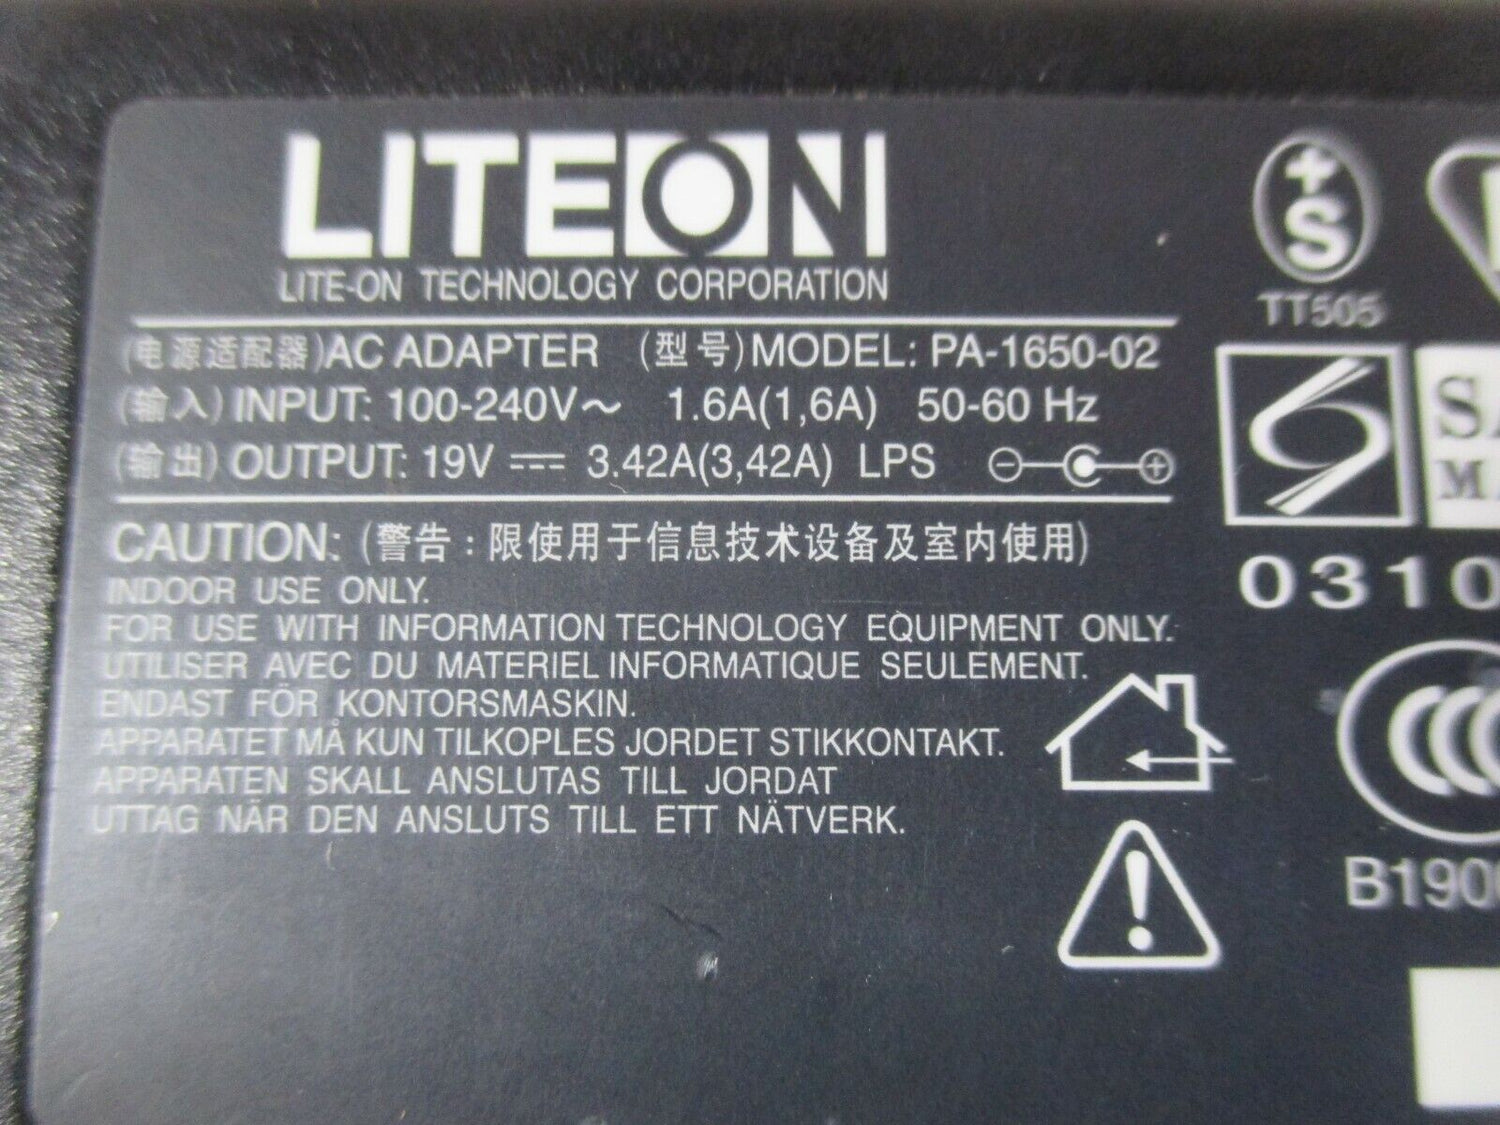 LITEON
LITE-ON TECHNOLOGY CORPORATION
(电源适配器)AC ADAPTER (型号)MODEL: PA-1650-02
(输入) INPUT: 100-240V～ 1.6A(1,6A) 50-60 Hz
(输出) OUTPUT: 19V ⎓ 3.42A(3,42A) LPS
CAUTION: (警告：限使用于信息技术设备及室内使用)
INDOOR USE ONLY.
FOR USE WITH INFORMATION TECHNOLOGY EQUIPMENT ONLY.
UTILISER AVEC DU MATERIEL INFORMATIQUE SEULEMENT.
ENDAST FÖR KONTORSMASKIN.
APPARATET MÅ KUN TILKOPLES JORDET STIKKONTAKT.
APPARATEN SKALL ANSLUTAS TILL JORDAT
UTTAG NÄR DEN ANSLUTS TILL ETT NÄTVERK.
+S
TT505
0310
CCC
B1900